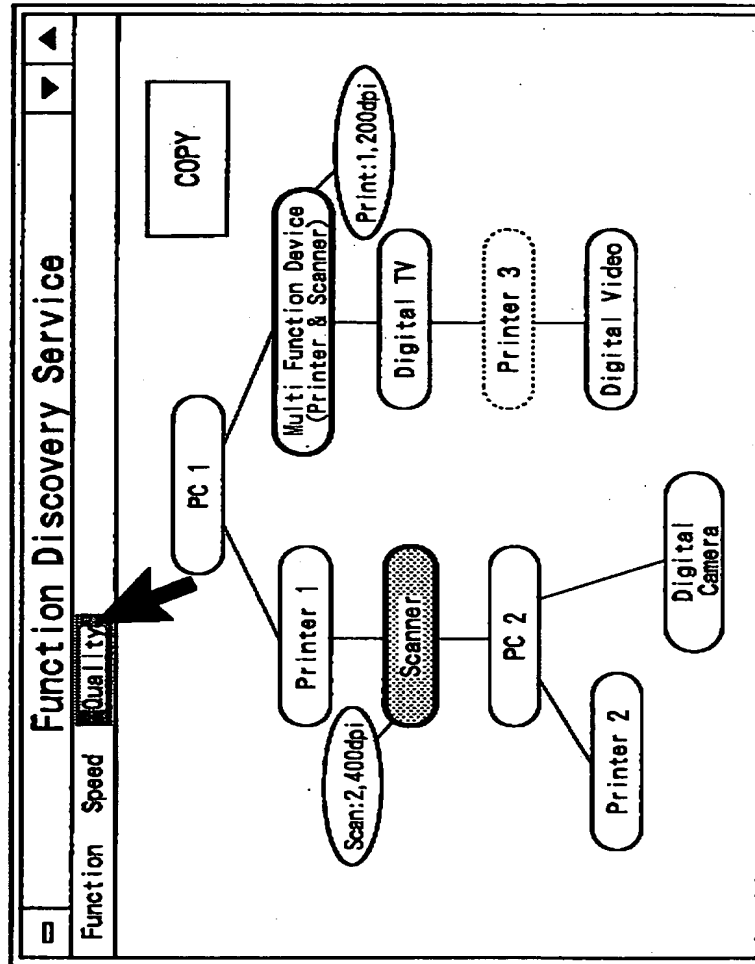 Function Discovery Service
Function Speed Quality
COPY
PC 1
Printer 1
Multi Function Device
(Printer & Scanner)
Print:1,200dpi
Scan:2,400dpi
Scanner
Digital TV
PC 2
Printer 3
Printer 2
Digital
Camera
Digital Video